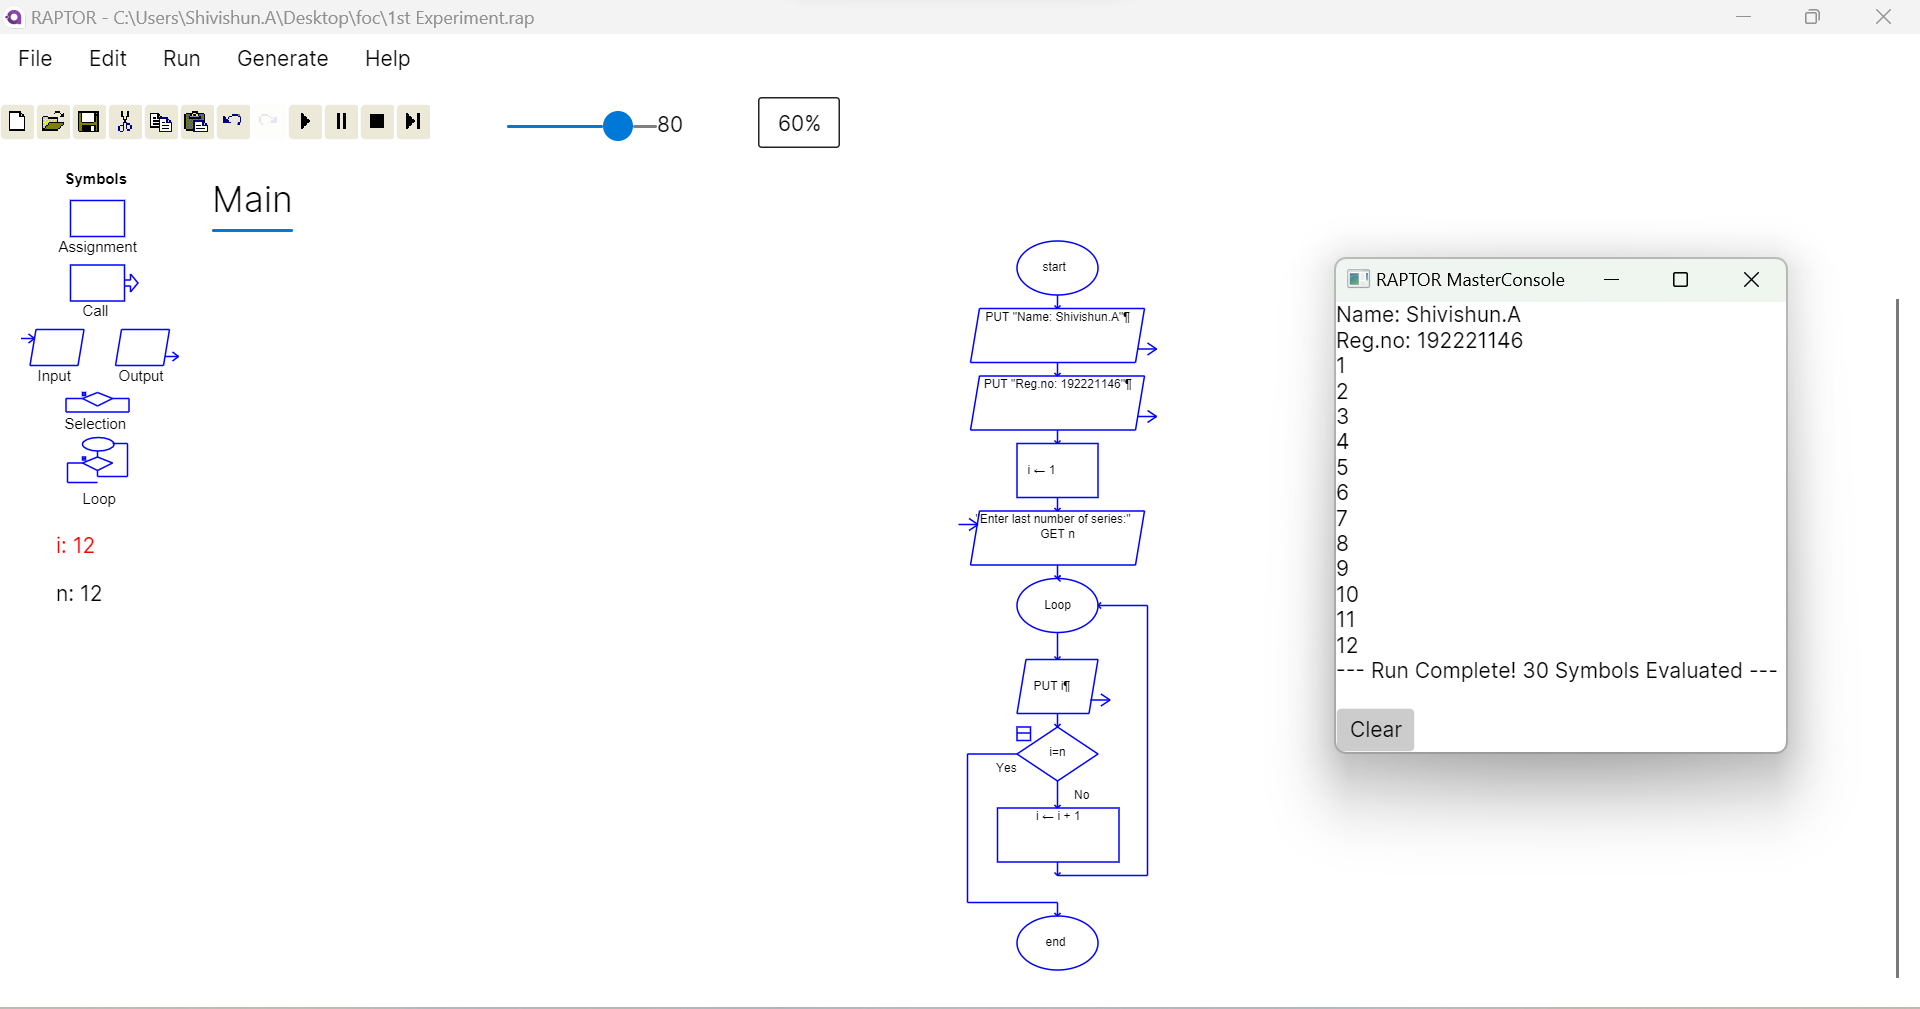 RAPTOR - C:\Users\Shivishun.A\Desktop\foc\1st Experiment.rap
File Edit Run Generate Help
80
60%
Symbols
Assignment
Call
Input Output
Selection
Loop
i: 12
n: 12
Main
start
PUT "Name: Shivishun.A"¶
PUT "Reg.no: 192221146"¶
i ← 1
"Enter last number of series:"
GET n
Loop
PUT i¶
i=n
Yes
No
i ← i + 1
end
RAPTOR MasterConsole
Name: Shivishun.A
Reg.no: 192221146
1
2
3
4
5
6
7
8
9
10
11
12
--- Run Complete! 30 Symbols Evaluated ---
Clear